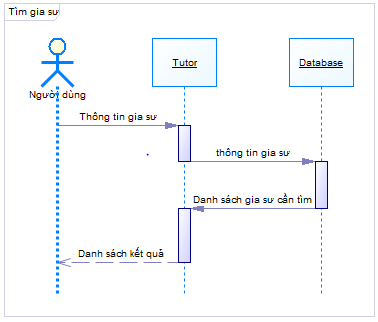 Tìm gia sư
Tutor
Database
Người dùng
Thông tin gia sư
thông tin gia sư
Danh sách gia sư cần tìm
Danh sách kết quả